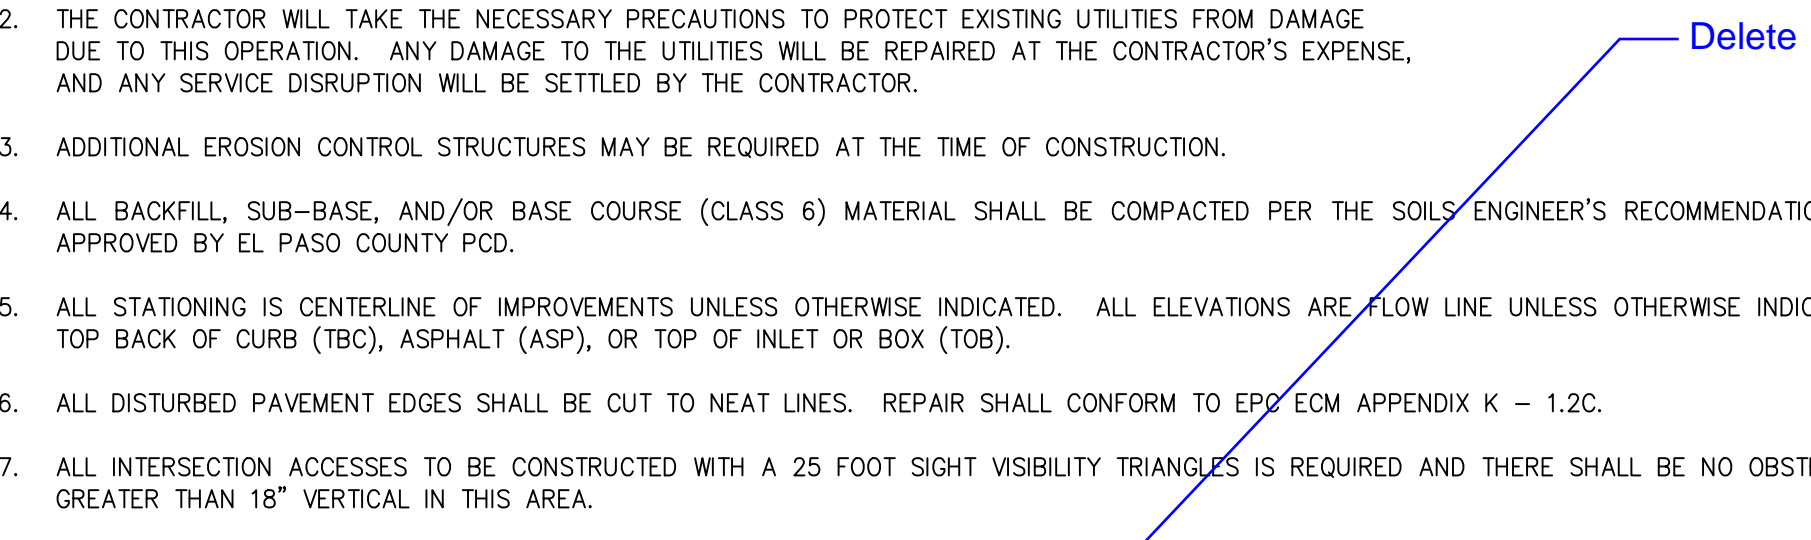 2. THE CONTRACTOR WILL TAKE THE NECESSARY PRECAUTIONS TO PROTECT EXISTING UTILITIES FROM DAMAGE
Delete
DUE TO THIS OPERATION. ANY DAMAGE TO THE UTILITIES WILL BE REPAIRED AT THE CONTRACTOR'S EXPENSE,
AND ANY SERVICE DISRUPTION WILL BE SETTLED BY THE CONTRACTOR.
3. ADDITIONAL EROSION CONTROL STRUCTURES MAY BE REQUIRED AT THE TIME OF CONSTRUCTION.
4. ALL BACKFILL, SUB-BASE, AND/OR BASE COURSE (CLASS 6) MATERIAL SHALL BE COMPACTED PER THE SOILS ENGINEER'S
APPROVED BY EL PASO COUNTY PCD.
5. ALL STATIONING IS CENTERLINE OF IMPROVEMENTS UNLESS OTHERWISE INDICATED. ALL ELEVATIONS ARE FLOW LINE UNLESS OTHERWISE
TOP BACK OF CURB (TBC), ASPHALT (ASP), OR TOP OF INLET OR BOX (TOB).
6. ALL DISTURBED PAVEMENT EDGES SHALL BE CUT TO NEAT LINES. REPAIR SHALL CONFORM TO EPC ECM APPENDIX K - 1.2C.
7. ALL INTERSECTION ACCESSES TO BE CONSTRUCTED WITH A 25 FOOT SIGHT VISIBILITY TRIANGLES IS REQUIRED AND THERE SHALL BE NO
GREATER THAN 18" VERTICAL IN THIS AREA.